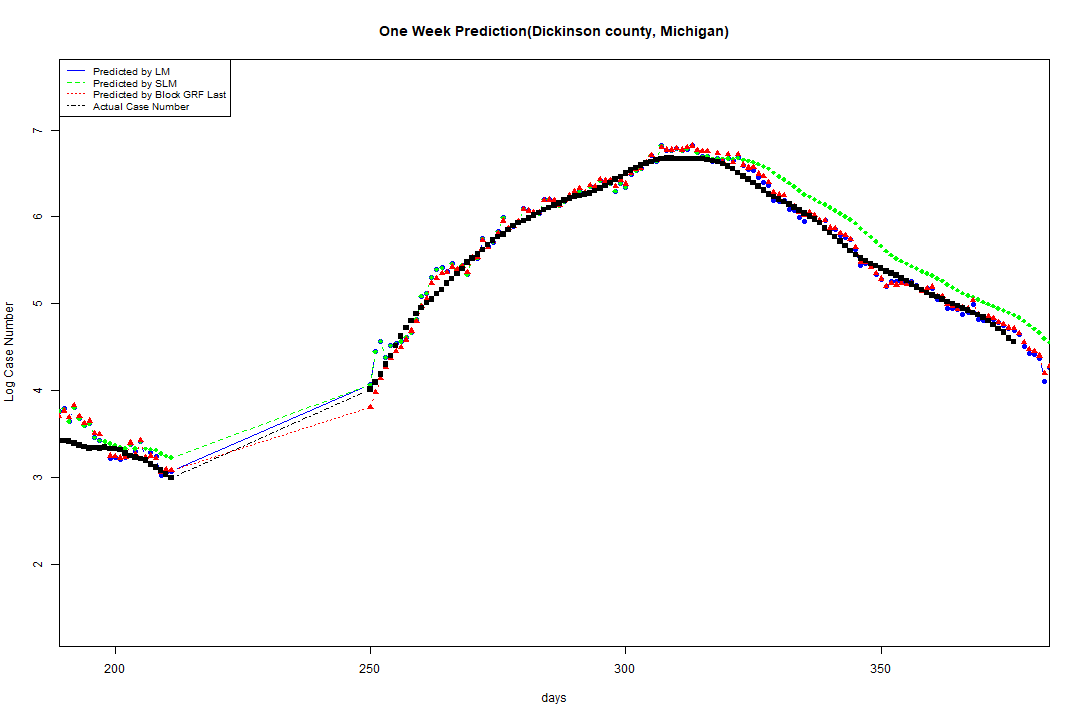 One Week Prediction(Dickinson county, Michigan)
Predicted by LM
Predicted by SLM
Predicted by Block GRF Last
Actual Case Number
7
6
5
4
3
2
Log Case Number
200 250 300 350
days